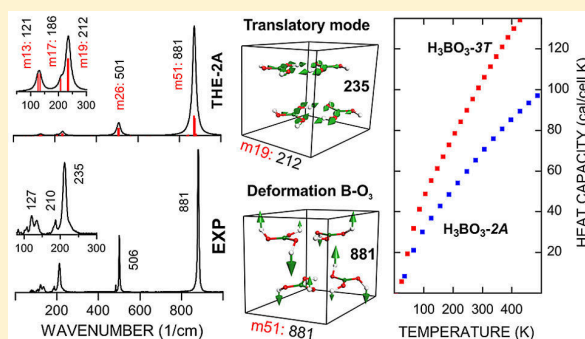 m13: 121
m17: 186
m19: 212
100 200 300
m26: 501
m51: 881
THE-2A
235
127
210
100 200 300
506
881
EXP
200 400 600 800
WAVENUMBER (1/cm)
Translatory mode
235
m19: 212
Deformation B-O₃
881
m51: 881
H₃BO₃-3T
H₃BO₃-2A
120
100
80
60
40
20
HEAT CAPACITY (cal/cell K)
100 200 300 400
TEMPERATURE (K)